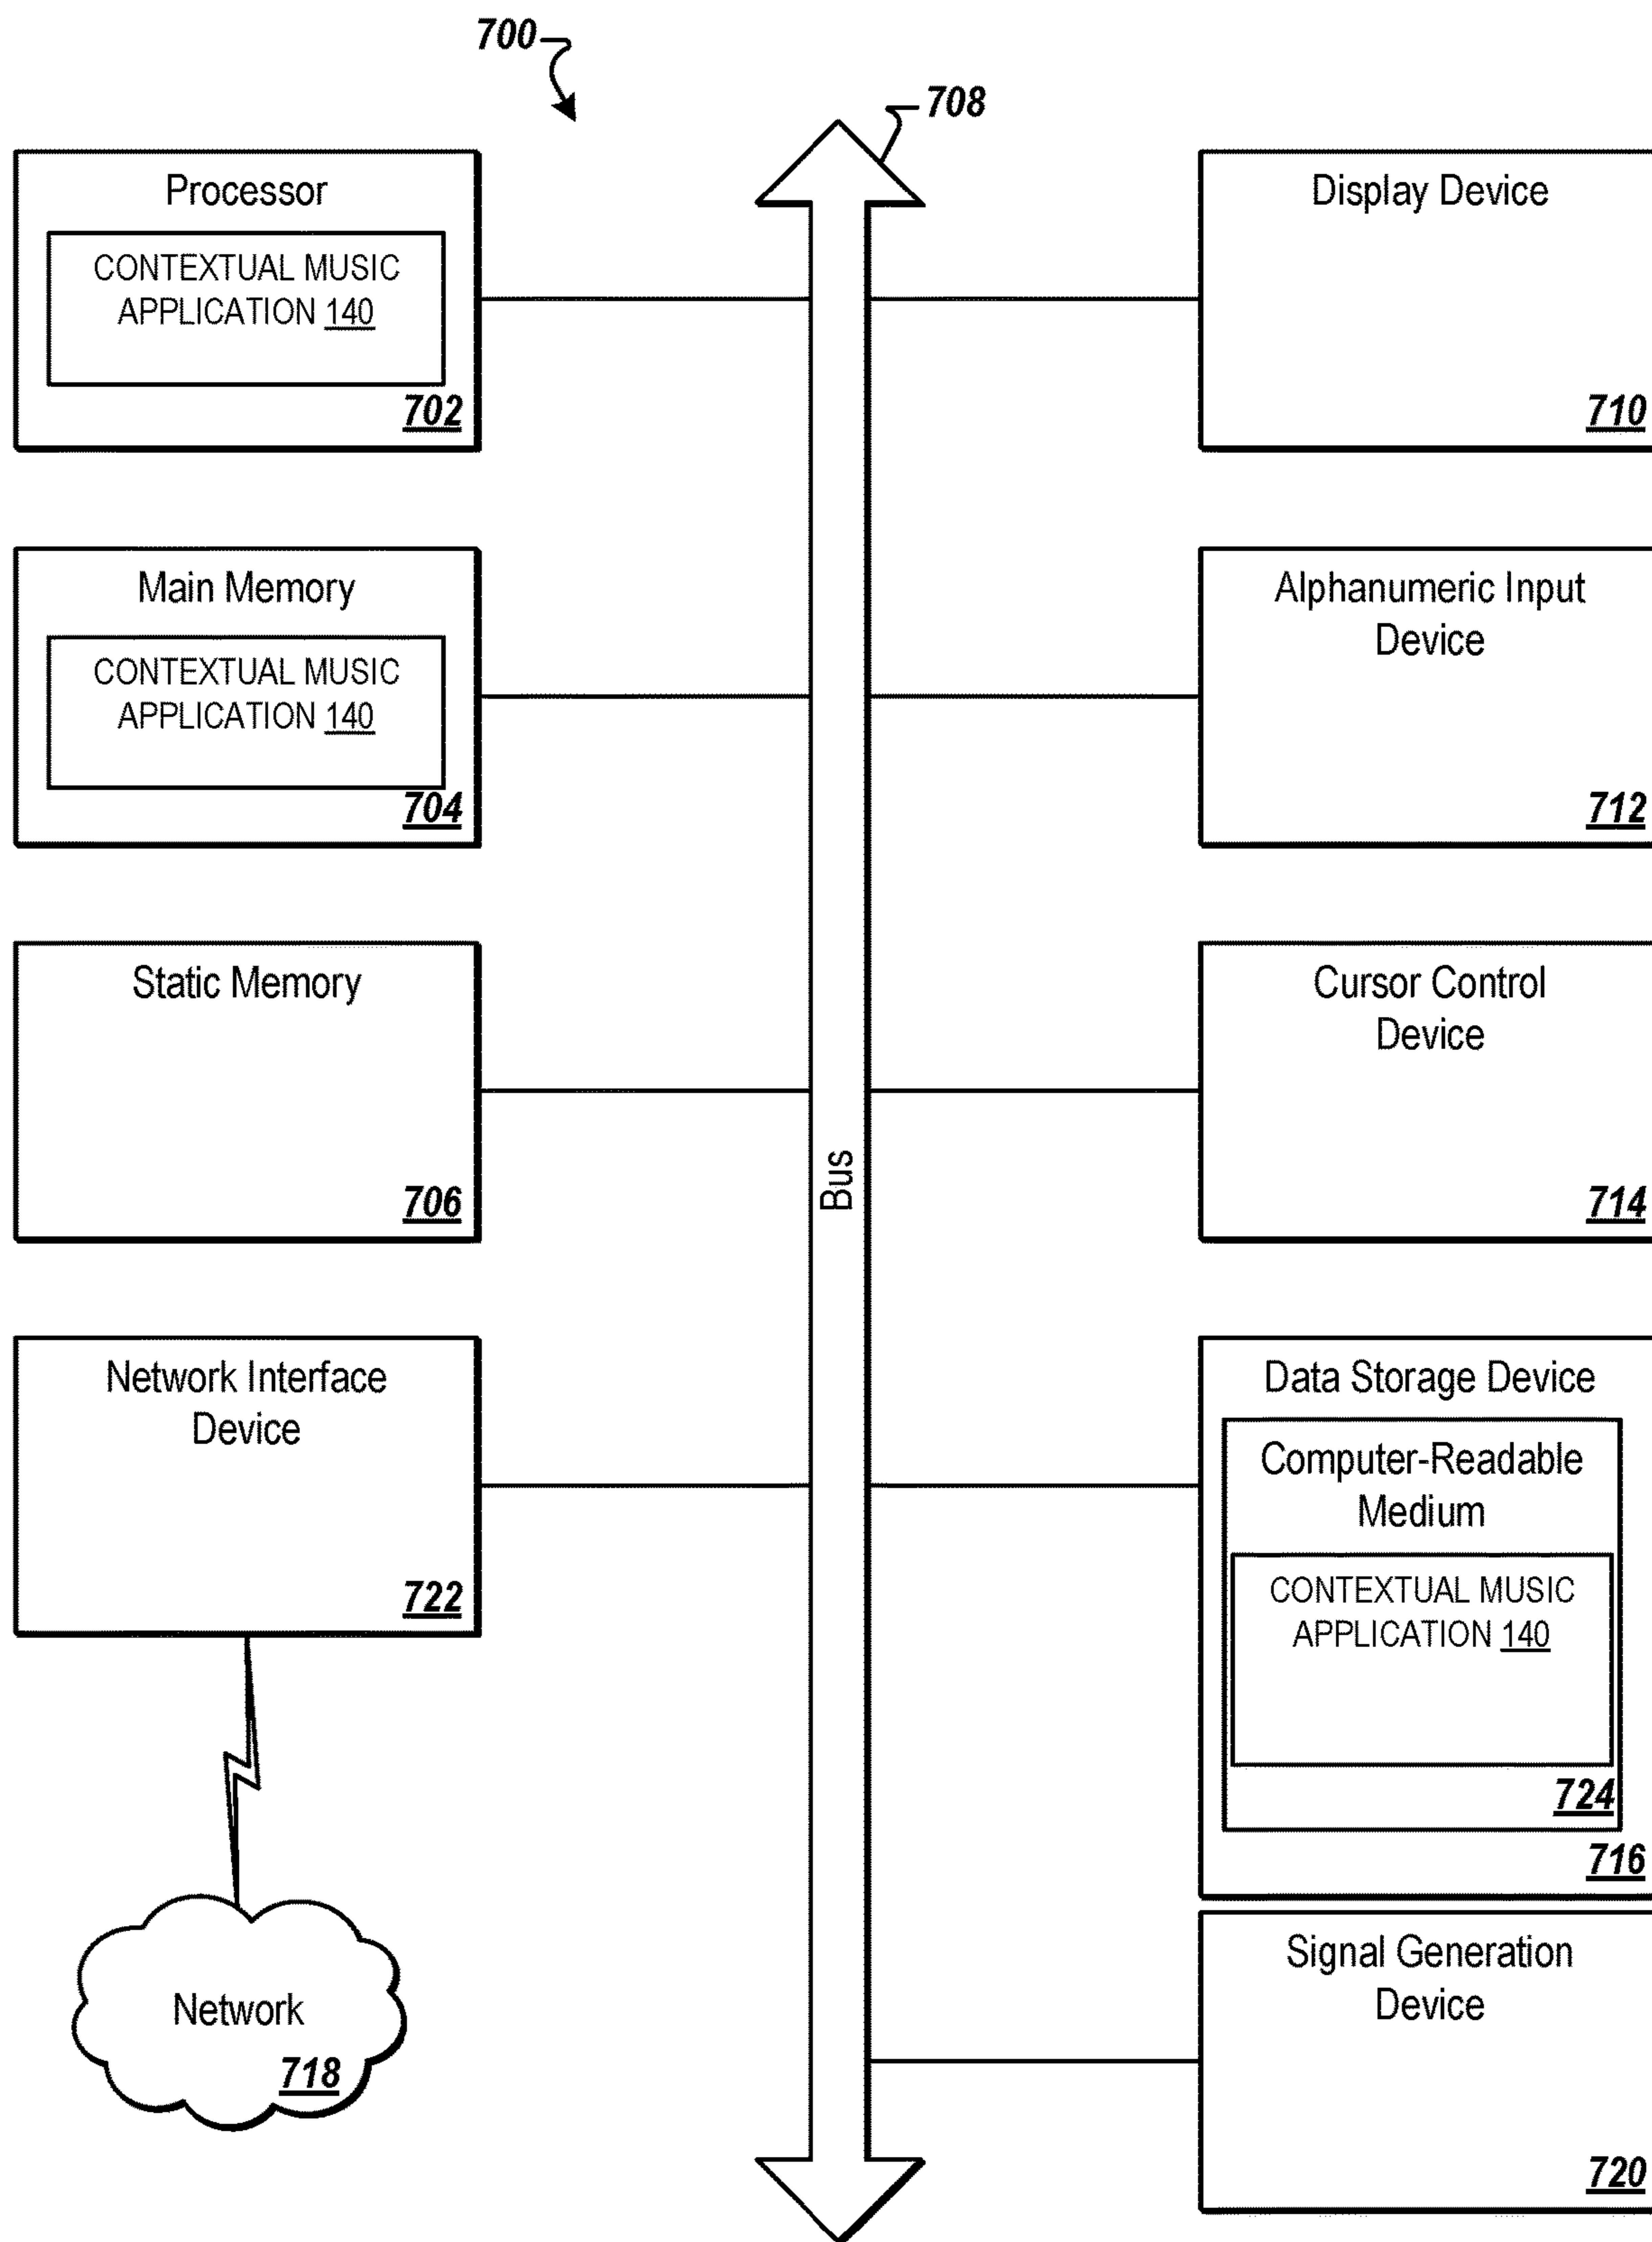 700
708
Processor
CONTEXTUAL MUSIC
APPLICATION 140
702
Main Memory
CONTEXTUAL MUSIC
APPLICATION 140
704
Static Memory
706
Network Interface
Device
722
Network
718
Bus
Display Device
710
Alphanumeric Input
Device
712
Cursor Control
Device
714
Data Storage Device
Computer-Readable
Medium
CONTEXTUAL MUSIC
APPLICATION 140
724
716
Signal Generation
Device
720